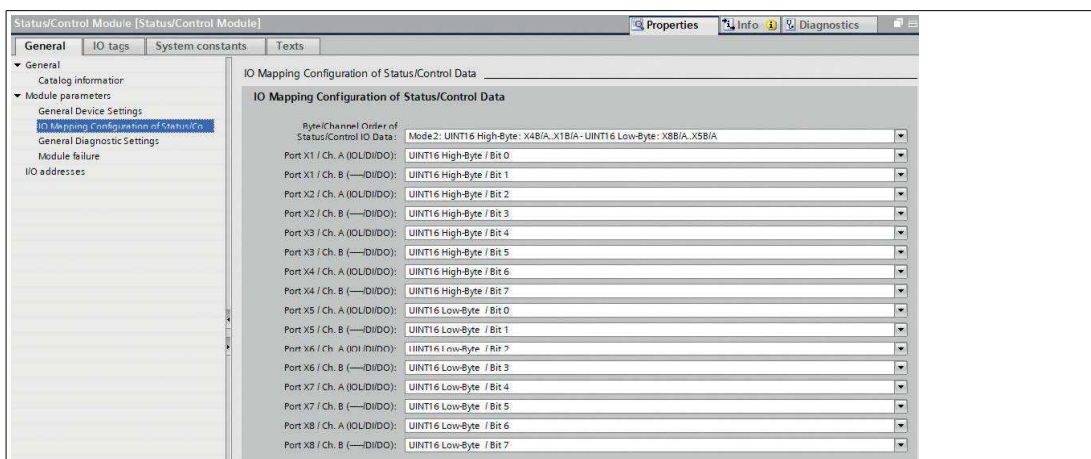 Status/Control Module [Status/Control Module]
Properties Info Diagnostics
General IO tags System constants Texts
General
Catalog information
Module parameters
General Device Settings
IO Mapping Configuration of Status/Co...
General Diagnostic Settings
Module failure
I/O addresses
IO Mapping Configuration of Status/Control Data
IO Mapping Configuration of Status/Control Data
Byte/Channel Order of
Status/Control IO Data: Mode2: UINT16 High-Byte: X4B/A..X1B/A - UINT16 Low-Byte: X8B/A..X5B/A
Port X1 / Ch. A (IOL/DI/DO): UINT16 High-Byte / Bit 0
Port X1 / Ch. B (----/DI/DO): UINT16 High-Byte / Bit 1
Port X2 / Ch. A (IOL/DI/DO): UINT16 High-Byte / Bit 2
Port X2 / Ch. B (----/DI/DO): UINT16 High-Byte / Bit 3
Port X3 / Ch. A (IOL/DI/DO): UINT16 High-Byte / Bit 4
Port X3 / Ch. B (----/DI/DO): UINT16 High-Byte / Bit 5
Port X4 / Ch. A (IOL/DI/DO): UINT16 High-Byte / Bit 6
Port X4 / Ch. B (----/DI/DO): UINT16 High-Byte / Bit 7
Port X5 / Ch. A (IOL/DI/DO): UINT16 Low-Byte / Bit 0
Port X5 / Ch. B (----/DI/DO): UINT16 Low-Byte / Bit 1
Port X6 / Ch. A (IOL/DI/DO): UINT16 Low-Byte / Bit 2
Port X6 / Ch. B (----/DI/DO): UINT16 Low-Byte / Bit 3
Port X7 / Ch. A (IOL/DI/DO): UINT16 Low-Byte / Bit 4
Port X7 / Ch. B (----/DI/DO): UINT16 Low-Byte / Bit 5
Port X8 / Ch. A (IOL/DI/DO): UINT16 Low-Byte / Bit 6
Port X8 / Ch. B (----/DI/DO): UINT16 Low-Byte / Bit 7